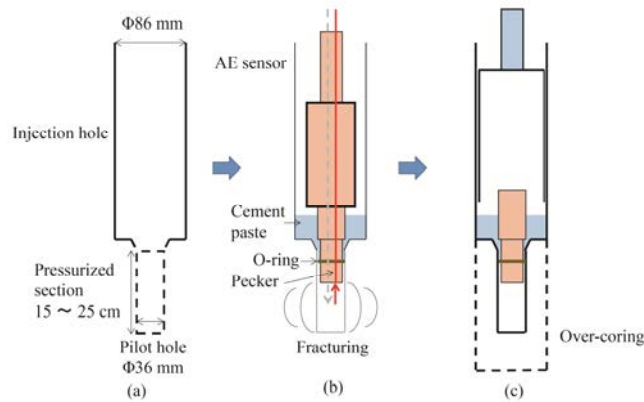 Φ86 mm
Injection hole
Pressurized
section
15 ~ 25 cm
Pilot hole
Φ36 mm
(a)
AE sensor
Cement
paste
O-ring
Pecker
Fracturing
(b)
Over-coring
(c)